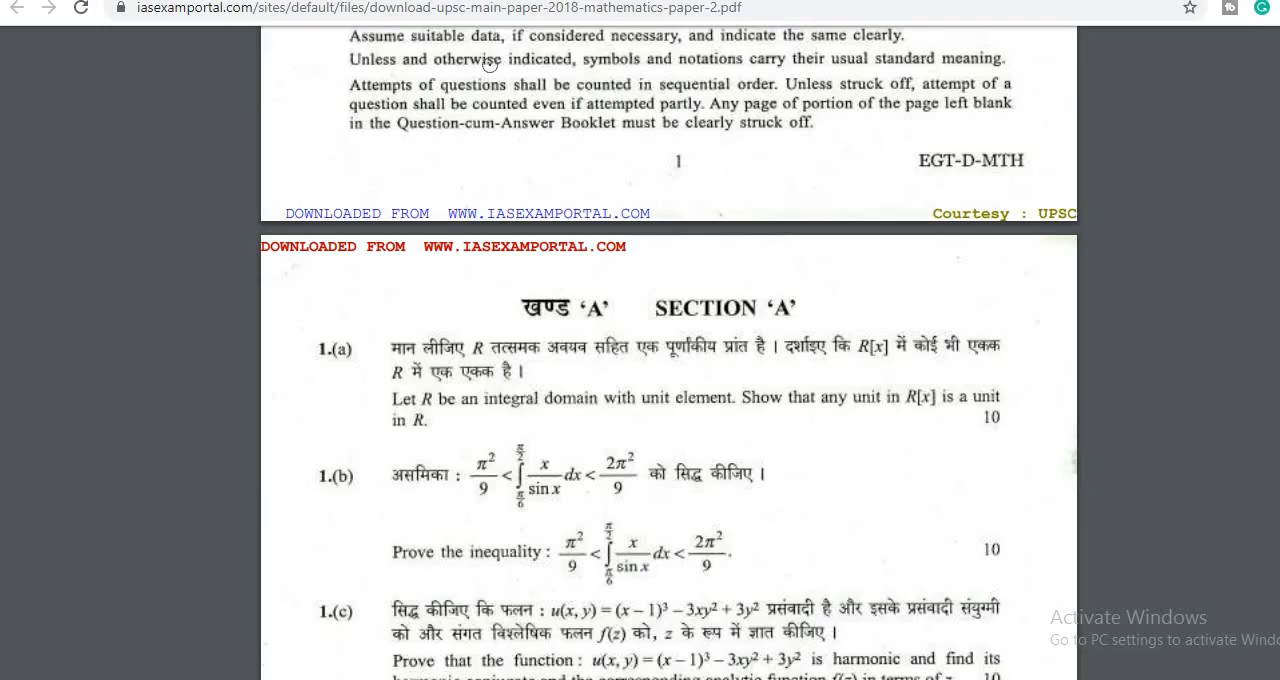 iasexamportal.com/sites/default/files/download-upsc-main-paper-2018-mathematics-paper-2.pdf
Assume suitable data, if considered necessary, and indicate the same clearly.
Unless and otherwise indicated, symbols and notations carry their usual standard meaning.
Attempts of questions shall be counted in sequential order. Unless struck off, attempt of a
question shall be counted even if attempted partly. Any page of portion of the page left blank
in the Question-cum-Answer Booklet must be clearly struck off.
1 EGT-D-MTH
DOWNLOADED FROM WWW.IASEXAMPORTAL.COM Courtesy : UPSC
DOWNLOADED FROM WWW.IASEXAMPORTAL.COM
खण्ड ‘A’ SECTION ‘A’
1.(a) मान लीजिए R तत्समक अवयव सहित एक पूर्णांकीय प्रांत है । दर्शाइए कि R[x] में कोई भी एकक
R में एक एकक है ।
Let R be an integral domain with unit element. Show that any unit in R[x] is a unit
in R. 10
1.(b) असमिका : π²/9 < ∫_{π/6}^{π/2} x/sin x dx < 2π²/9 को सिद्ध कीजिए ।
Prove the inequality : π²/9 < ∫_{π/6}^{π/2} x/sin x dx < 2π²/9. 10
1.(c) सिद्ध कीजिए कि फलन : u(x, y) = (x – 1)³ – 3xy² + 3y² प्रसंवादी है और इसके प्रसंवादी संयुग्मी
को और संगत विश्लेषिक फलन f(z) को, z के रूप में ज्ञात कीजिए ।
Prove that the function : u(x, y) = (x – 1)³ – 3xy² + 3y² is harmonic and find its
Activate Windows
Go to PC settings to activate Windo